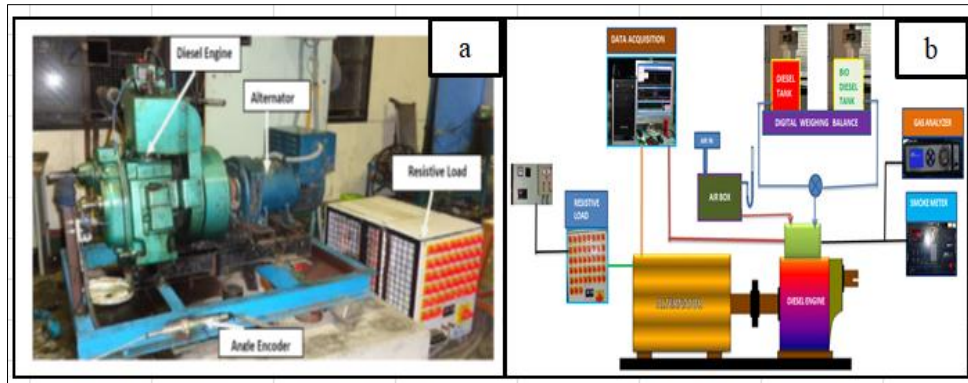 a
Diesel Engine
Alternator
Resistive Load
Angle Encoder
b
DATA ACQUISITION
DIESEL
TANK
BIO
DIESEL
TANK
DIGITAL WEIGHING BALANCE
GAS ANALYZER
AIR IN
AIR BOX
RESISTIVE
LOAD
SMOKE METER
ALTERNATOR
DIESEL ENGINE